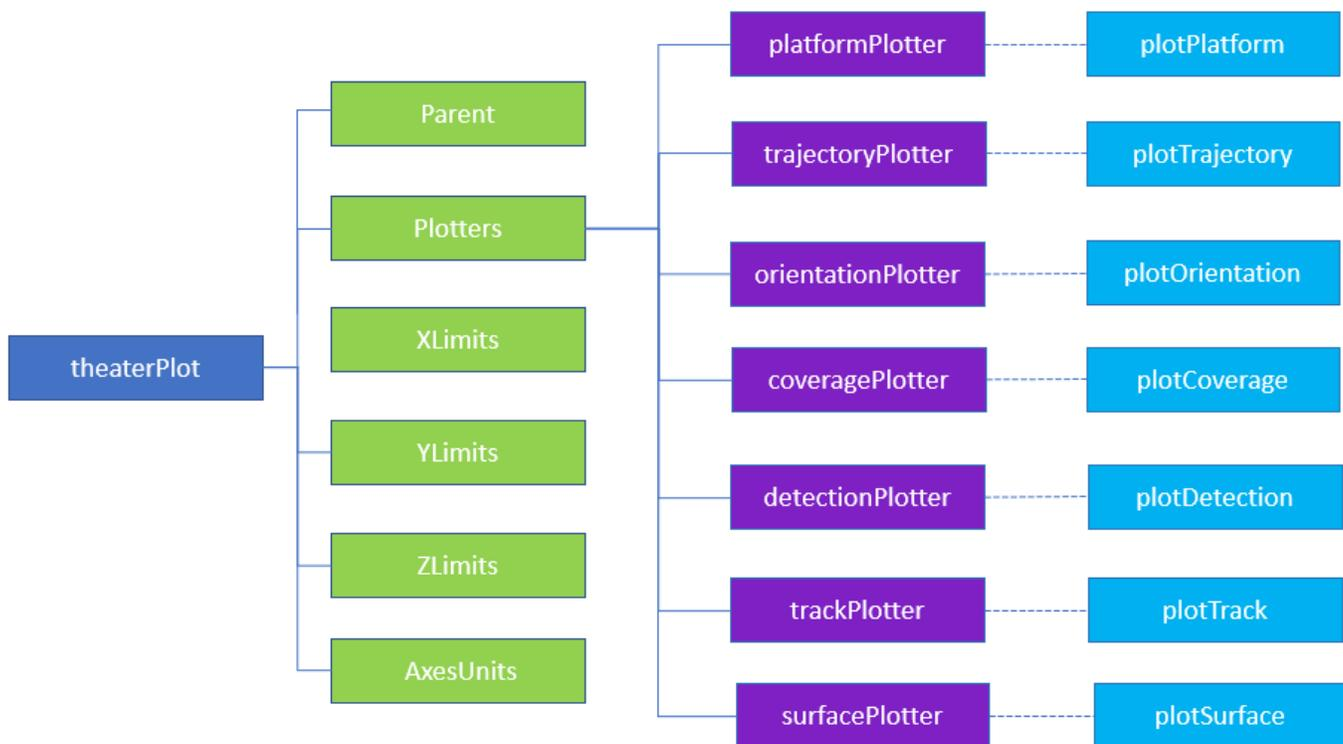 theaterPlot
Parent
Plotters
XLimits
YLimits
ZLimits
AxesUnits
platformPlotter
plotPlatform
trajectoryPlotter
plotTrajectory
orientationPlotter
plotOrientation
coveragePlotter
plotCoverage
detectionPlotter
plotDetection
trackPlotter
plotTrack
surfacePlotter
plotSurface